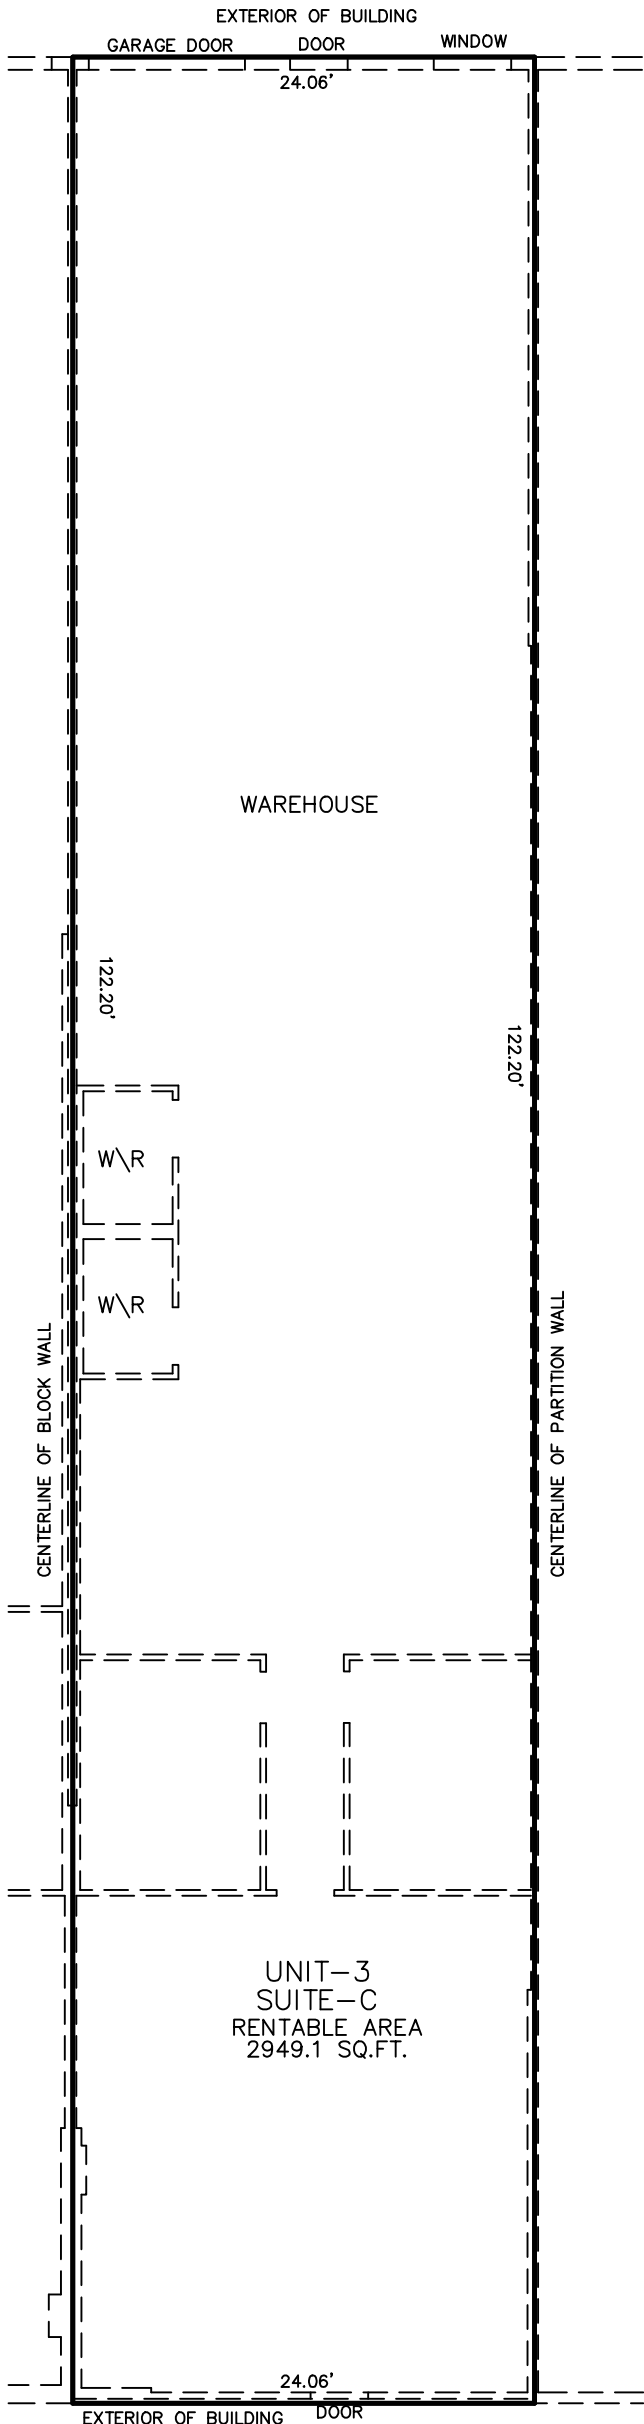 EXTERIOR OF BUILDING
GARAGE DOOR
DOOR
WINDOW
24.06'
WAREHOUSE
122.20'
122.20'
W\R
W\R
CENTERLINE OF BLOCK WALL
CENTERLINE OF PARTITION WALL
UNIT-3
SUITE-C
RENTABLE AREA
2949.1 SQ.FT.
24.06'
EXTERIOR OF BUILDING
DOOR